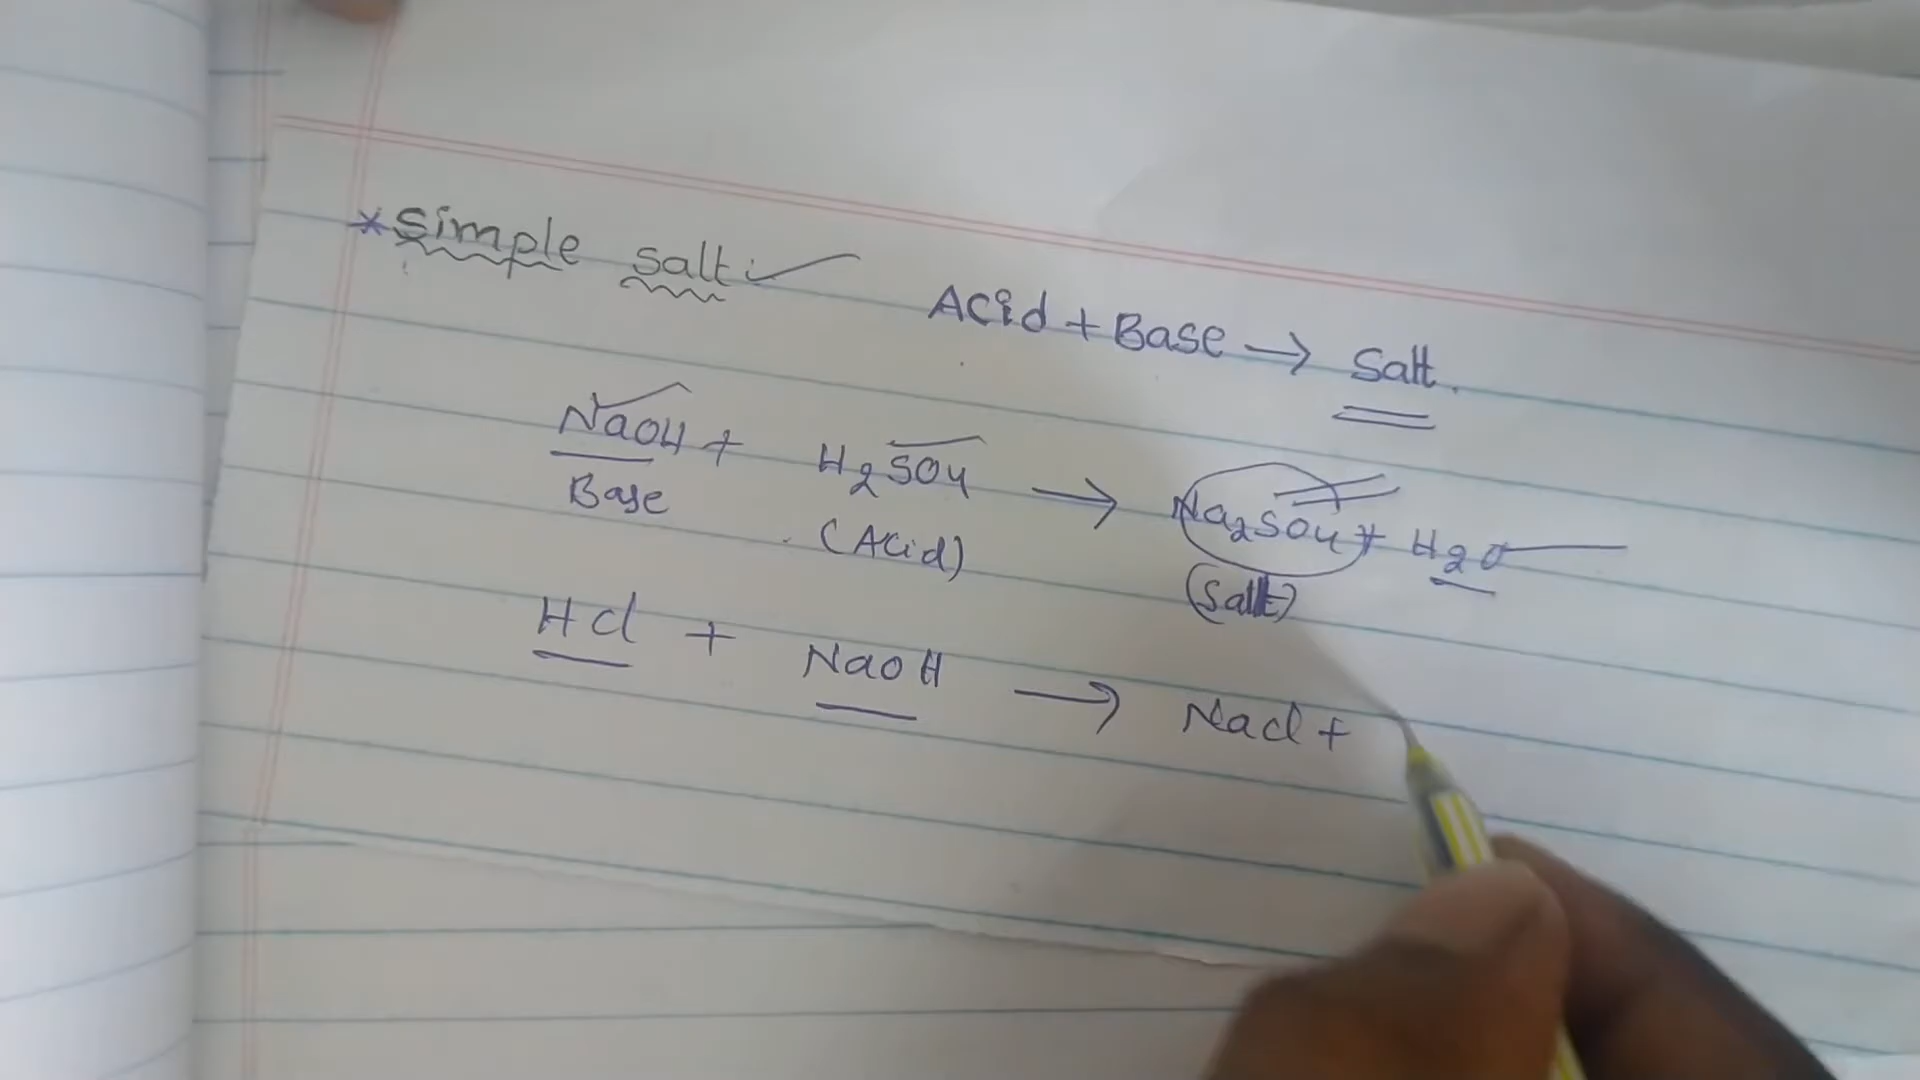 * Simple salt :
Acid + Base → Salt.
NaOH + H2SO4 → Na2SO4 + H2O
Base (Acid) (Salt)
HCl + NaOH → NaCl +